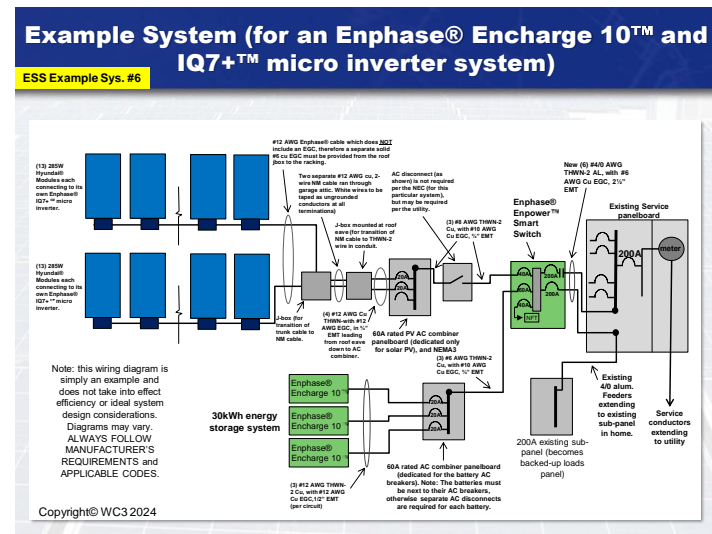 Example System (for an Enphase® Encharge 10™ and
IQ7+™ micro inverter system)
ESS Example Sys. #6
(13) 285W
Hyundai®
Modules each
connecting to its
own Enphase®
IQ7+™ micro
inverter.
#12 AWG Enphase® cable which does NOT
include an EGC, therefore a separate solid
#6 cu EGC must be provided from the roof
jbox to the racking.
Two separate #12 AWG cu, 2-
wire NM cable ran through
garage attic. White wires to be
taped as ungrounded
conductors at all
terminations)
AC disconnect (as
shown) is not required
per the NEC (for this
particular system),
but may be required
per the utility.
New (6) #4/0 AWG
THWN-2 AL, with #6
AWG Cu EGC, 2½"
EMT
J-box mounted at roof
eave (for transition of
NM cable to THWN-2
wire in conduit.
(3) #8 AWG THWN-2
Cu, with #10 AWG
Cu EGC, ¾" EMT
Enphase®
Enpower™
Smart
Switch
Existing Service
panelboard
200A
meter
(13) 285W
Hyundai®
Modules each
connecting to its
own Enphase®
IQ7+™ micro
inverter.
20A
20A
40A
60A
40A
200A
200A
NFT
J-box (for
transition of
trunk cable to
NM cable.
(4) #12 AWG Cu
THWN-with #12
AWG EGC, in ¾"
EMT leading
from roof eave
down to AC
combiner.
60A rated PV AC combiner
panelboard (dedicated only
for solar PV), and NEMA3
(3) #6 AWG THWN-2
Cu, with #10 AWG
Cu EGC, ¾" EMT
Note: this wiring diagram is
simply an example and
does not take into effect
efficiency or ideal system
design considerations.
Diagrams may vary.
ALWAYS FOLLOW
MANUFACTURER'S
REQUIREMENTS and
APPLICABLE CODES.
30kWh energy
storage system
Enphase®
Encharge 10™
Enphase®
Encharge 10™
Enphase®
Encharge 10™
20A
20A
20A
(3) #12 AWG THWN-
2 Cu, with #12 AWG
Cu EGC,1/2" EMT
(per circuit)
60A rated AC combiner panelboard
(dedicated for the battery AC
breakers). Note: The batteries must
be next to their AC breakers,
otherwise separate AC disconnects
are required for each battery.
200A existing sub-
panel (becomes
backed-up loads
panel)
Existing
4/0 alum.
Feeders
extending
to existing
sub-panel
in home.
Service
conductors
extending
to utility
Copyright© WC3 2024